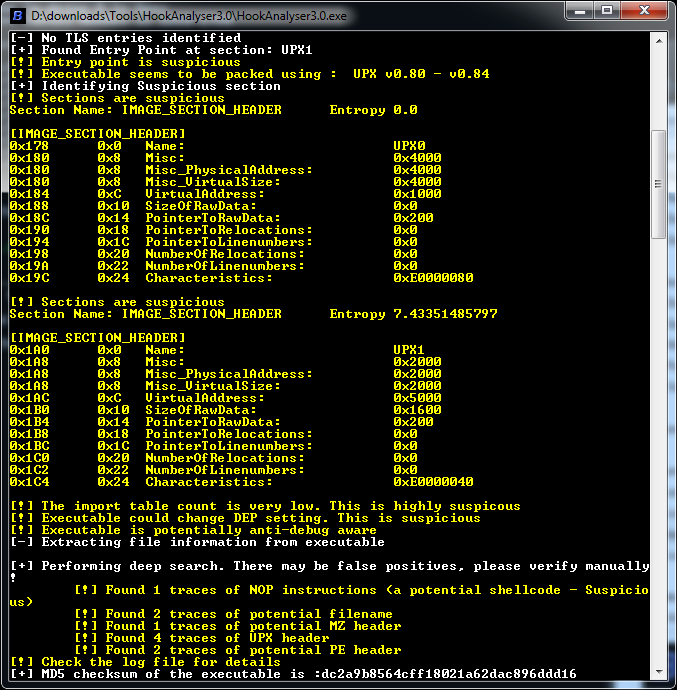 D:\downloads\Tools\HookAnalyser3.0\HookAnalyser3.0.exe
[-] No TLS entries identified
[+] Found Entry Point at section: UPX1
[!] Entry point is suspicious
[!] Executable seems to be packed using :  UPX v0.80 - v0.84
[+] Identifying Suspicious section
[!] Sections are suspicious
Section Name: IMAGE_SECTION_HEADER      Entropy 0.0
[IMAGE_SECTION_HEADER]
0x178      0x0   Name:                          UPX0
0x180      0x8   Misc:                          0x4000
0x180      0x8   Misc_PhysicalAddress:          0x4000
0x180      0x8   Misc_VirtualSize:              0x4000
0x184      0xC   VirtualAddress:                0x1000
0x188      0x10  SizeOfRawData:                 0x0
0x18C      0x14  PointerToRawData:              0x200
0x190      0x18  PointerToRelocations:          0x0
0x194      0x1C  PointerToLinenumbers:          0x0
0x198      0x20  NumberOfRelocations:           0x0
0x19A      0x22  NumberOfLinenumbers:           0x0
0x19C      0x24  Characteristics:               0xE0000080
[!] Sections are suspicious
Section Name: IMAGE_SECTION_HEADER      Entropy 7.43351485797
[IMAGE_SECTION_HEADER]
0x1A0      0x0   Name:                          UPX1
0x1A8      0x8   Misc:                          0x2000
0x1A8      0x8   Misc_PhysicalAddress:          0x2000
0x1A8      0x8   Misc_VirtualSize:              0x2000
0x1AC      0xC   VirtualAddress:                0x5000
0x1B0      0x10  SizeOfRawData:                 0x1600
0x1B4      0x14  PointerToRawData:              0x200
0x1B8      0x18  PointerToRelocations:          0x0
0x1BC      0x1C  PointerToLinenumbers:          0x0
0x1C0      0x20  NumberOfRelocations:           0x0
0x1C2      0x22  NumberOfLinenumbers:           0x0
0x1C4      0x24  Characteristics:               0xE0000040
[!] The import table count is very low. This is highly suspicous
[!] Executable could change DEP setting. This is suspicious
[!] Executable is potentially anti-debug aware
[-] Extracting file information from executable
[+] Performing deep search. There may be false positives, please verify manually
!
[!] Found 1 traces of NOP instructions (a potential shellcode - Suspicio
us)
[!] Found 2 traces of potential filename
[!] Found 1 traces of potential MZ header
[!] Found 4 traces of UPX header
[!] Found 2 traces of potential PE header
[!] Check the log file for details
[+] MD5 checksum of the executable is :dc2a9b8564cff18021a62dac896ddd16